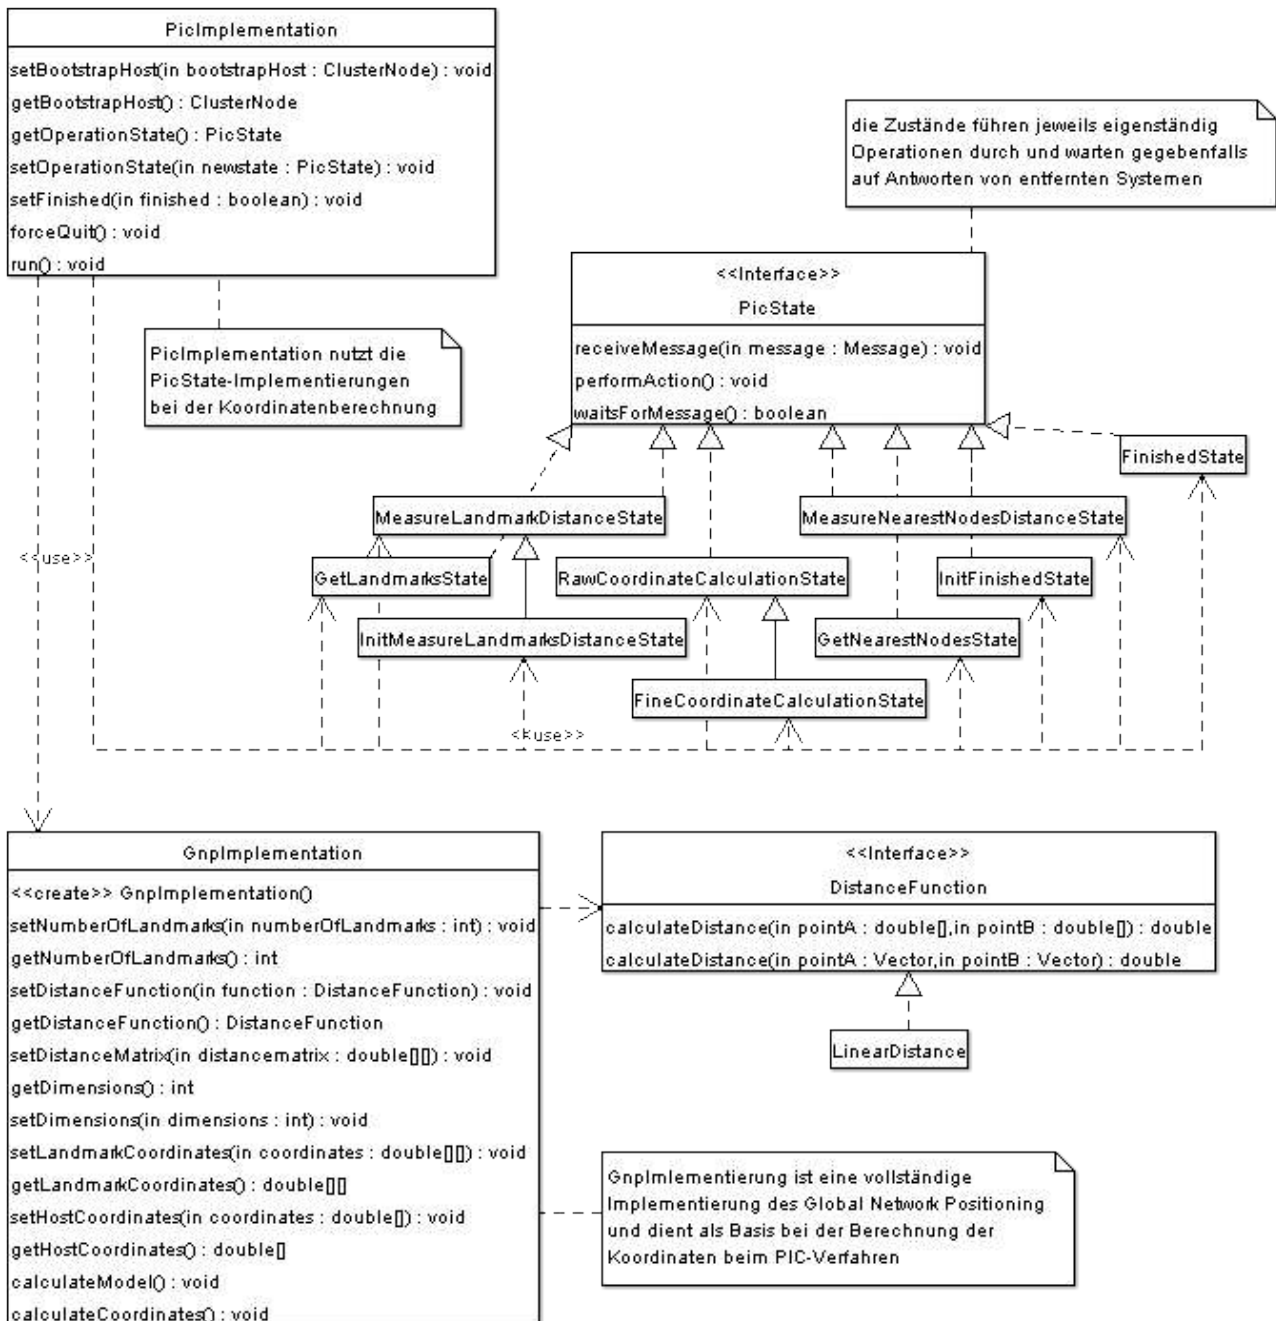 PicImplementation
setBootstrapHost(in bootstrapHost : ClusterNode) : void
getBootstrapHost() : ClusterNode
getOperationState() : PicState
setOperationState(in newstate : PicState) : void
setFinished(in finished : boolean) : void
forceQuit() : void
run() : void
die Zustände führen jeweils eigenständig
Operationen durch und warten gegebenfalls
auf Antworten von entfernten Systemen
PicImplementation nutzt die
PicState-Implementierungen
bei der Koordinatenberechnung
<<Interface>>
PicState
receiveMessage(in message : Message) : void
performAction() : void
waitsForMessage() : boolean
FinishedState
MeasureLandmarkDistanceState
MeasureNearestNodesDistanceState
<<use>>
GetLandmarksState
RawCoordinateCalculationState
InitFinishedState
InitMeasureLandmarksDistanceState
GetNearestNodesState
FineCoordinateCalculationState
<<use>>
GnpImplementation
<<create>> GnpImplementation()
setNumberOfLandmarks(in numberOfLandmarks : int) : void
getNumberOfLandmarks() : int
setDistanceFunction(in function : DistanceFunction) : void
getDistanceFunction() : DistanceFunction
setDistanceMatrix(in distancematrix : double[][]) : void
getDimensions() : int
setDimensions(in dimensions : int) : void
setLandmarkCoordinates(in coordinates : double[][]) : void
getLandmarkCoordinates() : double[][]
setHostCoordinates(in coordinates : double[]) : void
getHostCoordinates() : double[]
calculateModel() : void
calculateCoordinates() : void
<<Interface>>
DistanceFunction
calculateDistance(in pointA : double[],in pointB : double[]) : double
calculateDistance(in pointA : Vector,in pointB : Vector) : double
LinearDistance
GnpImlementierung ist eine vollständige
Implementierung des Global Network Positioning
und dient als Basis bei der Berechnung der
Koordinaten beim PIC-Verfahren